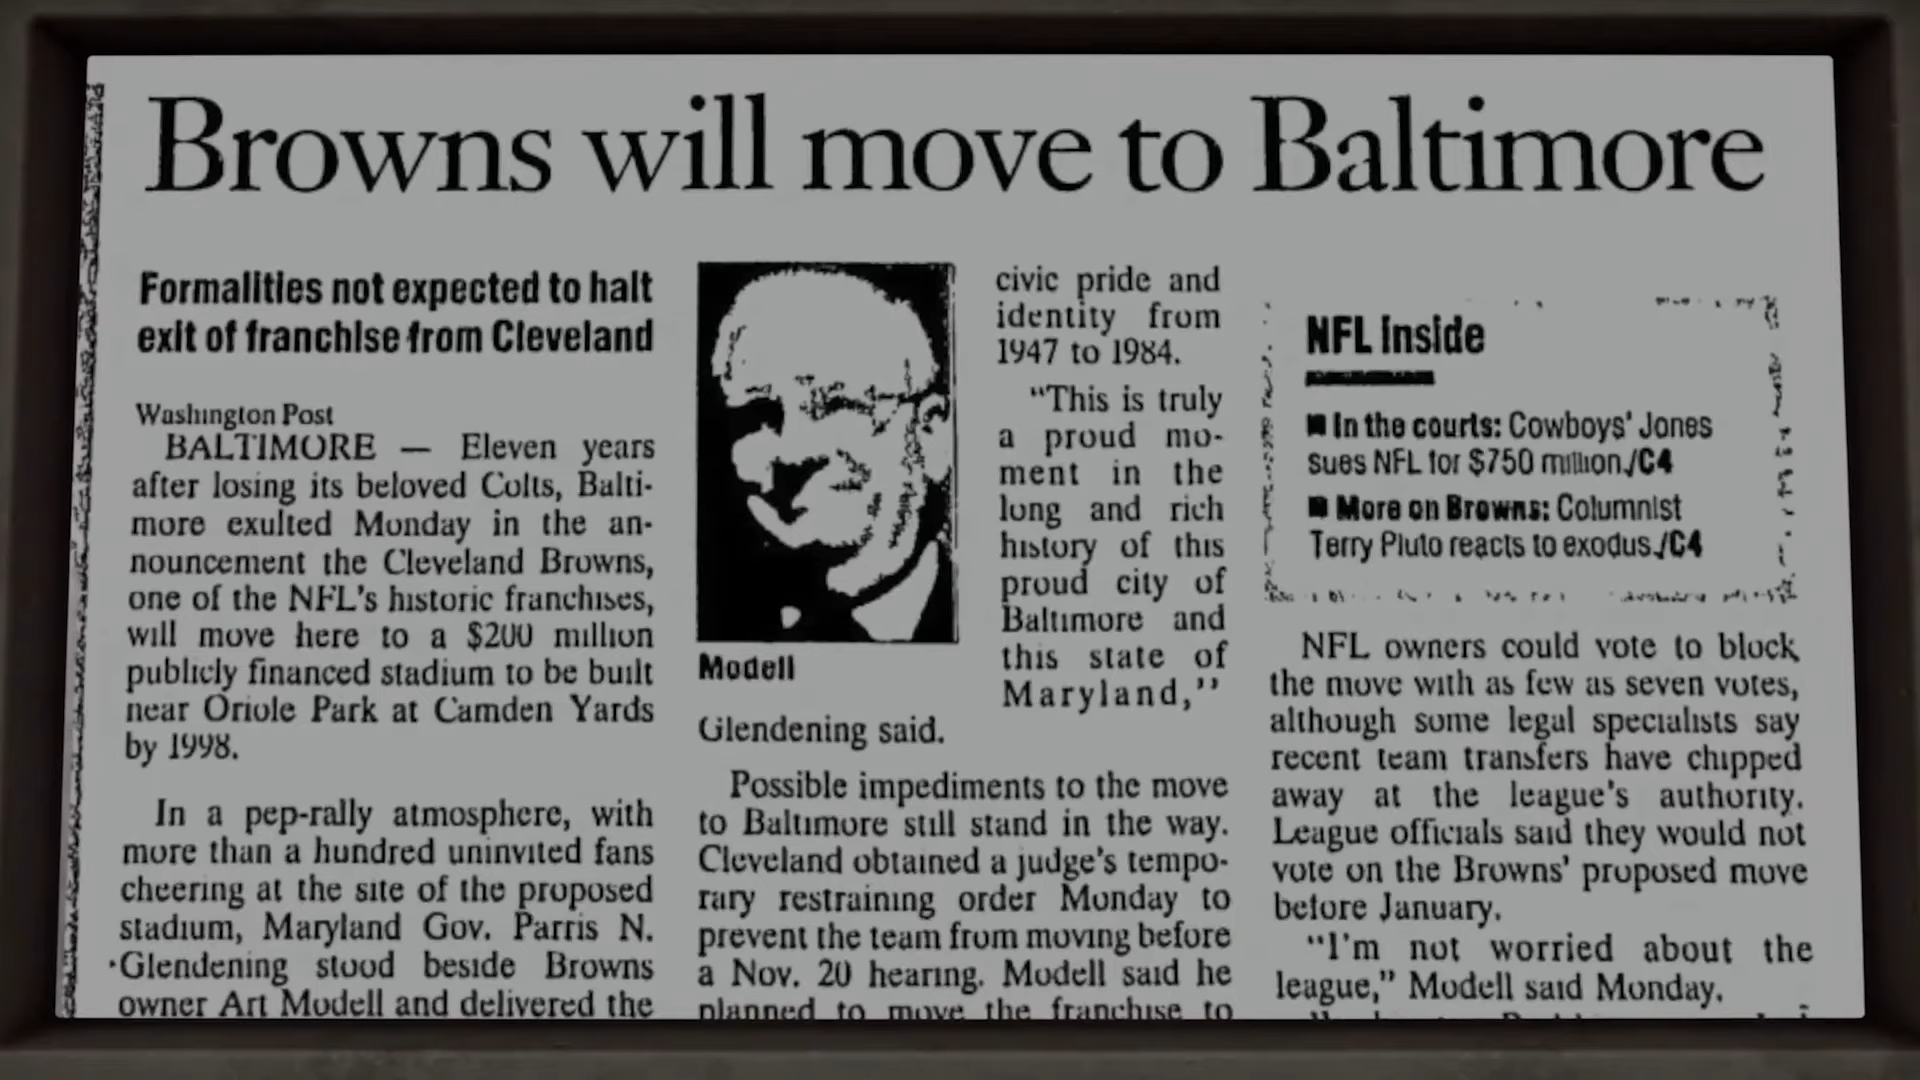 Browns will move to Baltimore
Formalities not expected to halt
exit of franchise from Cleveland
Washington Post
BALTIMORE — Eleven years
after losing its beloved Colts, Balti-
more exulted Monday in the an-
nouncement the Cleveland Browns,
one of the NFL's historic franchises,
will move here to a $200 million
publicly financed stadium to be built
near Oriole Park at Camden Yards
by 1998.
In a pep-rally atmosphere, with
more than a hundred uninvited fans
cheering at the site of the proposed
stadium, Maryland Gov. Parris N.
Glendening stood beside Browns
owner Art Modell and delivered the
Modell
civic pride and
identity from
1947 to 1984.
"This is truly
a proud mo-
ment in the
long and rich
history of this
proud city of
Baltimore and
this state of
Maryland,"
Glendening said.
Possible impediments to the move
to Baltimore still stand in the way.
Cleveland obtained a judge's tempo-
rary restraining order Monday to
prevent the team from moving before
a Nov. 20 hearing. Modell said he
planned to move the franchise to
NFL inside
■ In the courts: Cowboys' Jones
sues NFL for $750 million./C4
■ More on Browns: Columnist
Terry Pluto reacts to exodus./C4
NFL owners could vote to block
the move with as few as seven votes,
although some legal specialists say
recent team transfers have chipped
away at the league's authority.
League officials said they would not
vote on the Browns' proposed move
before January.
"I'm not worried about the
league," Modell said Monday.